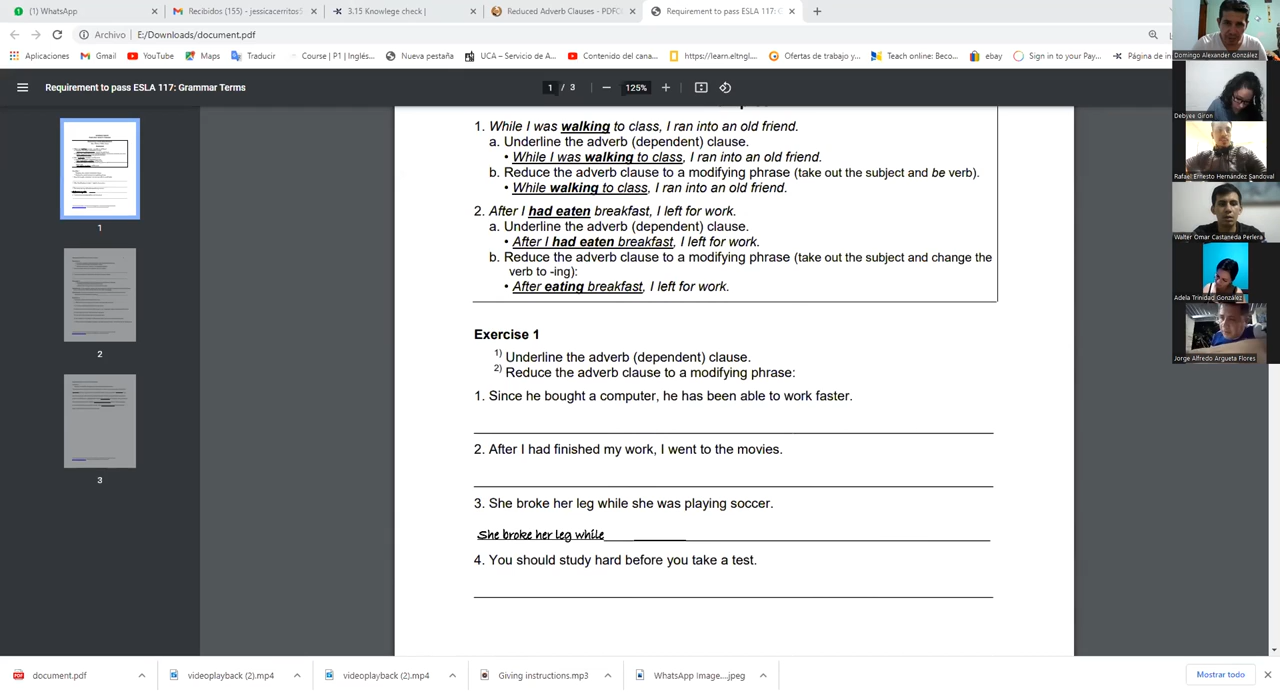 (1) WhatsApp
Recibidos (155) - jessicacerritosS
3.15 Knowlege check |
Reduced Adverb Clauses - PDFC
Requirement to pass ESLA 117: G
Archivo
E:/Downloads/document.pdf
Aplicaciones
Gmail
YouTube
Maps
Traducir
Course | P1 | Inglés...
Nueva pestaña
UCA – Servicio de A...
Contenido del cana...
https://learn.eltngl...
Ofertas de trabajo y...
Teach online: Beco...
ebay
Sign in to your Pay...
Página de in
Requirement to pass ESLA 117: Grammar Terms
1 / 3
125%
1
2
3
1. While I was walking to class, I ran into an old friend.
a. Underline the adverb (dependent) clause.
• While I was walking to class, I ran into an old friend.
b. Reduce the adverb clause to a modifying phrase (take out the subject and be verb).
• While walking to class, I ran into an old friend.
2. After I had eaten breakfast, I left for work.
a. Underline the adverb (dependent) clause.
• After I had eaten breakfast, I left for work.
b. Reduce the adverb clause to a modifying phrase (take out the subject and change the
verb to -ing):
• After eating breakfast, I left for work.
Exercise 1
1) Underline the adverb (dependent) clause.
2) Reduce the adverb clause to a modifying phrase:
1. Since he bought a computer, he has been able to work faster.
2. After I had finished my work, I went to the movies.
3. She broke her leg while she was playing soccer.
She broke her leg while
4. You should study hard before you take a test.
Domingo Alexander González
Debyee Giron
Rafael Ernesto Hernández Sandoval
Walter Omar Castaneda Perlera
Adela Trinidad González
Jorge Alfredo Argueta Flores
document.pdf
videoplayback (2).mp4
videoplayback (2).mp4
Giving instructions.mp3
WhatsApp Image....jpeg
Mostrar todo